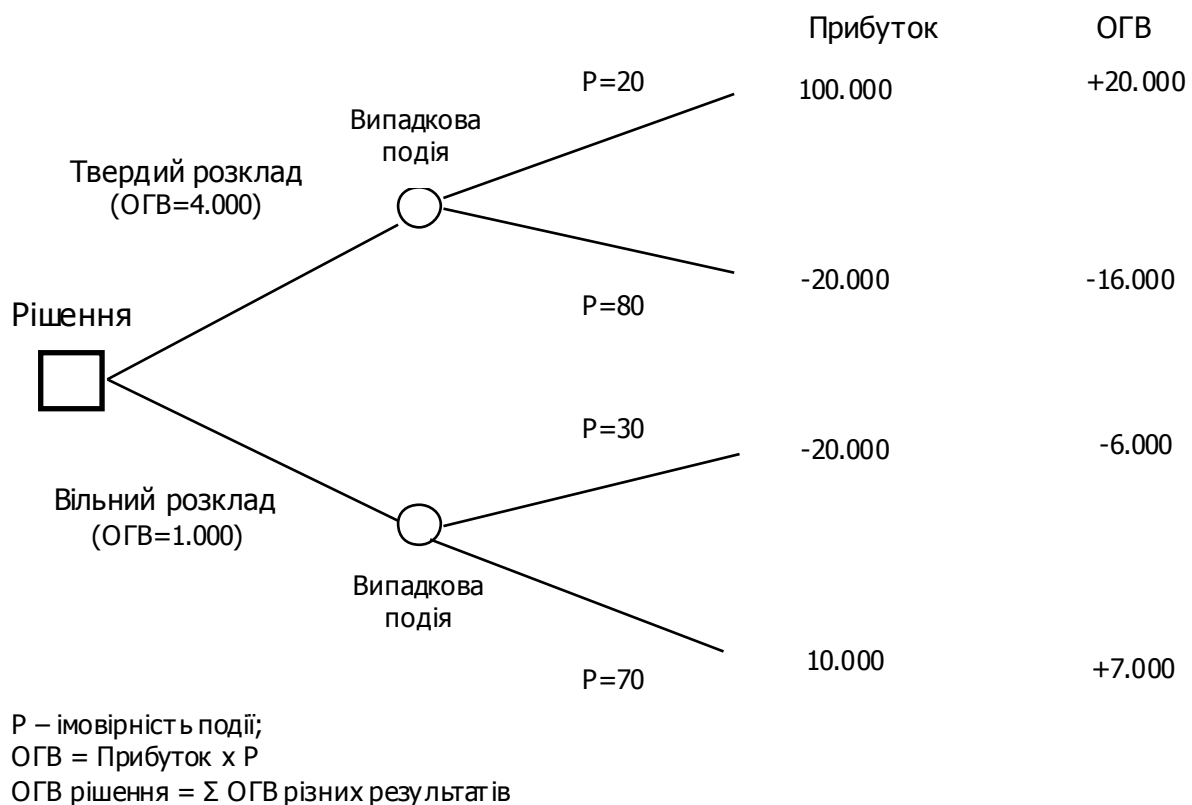 Прибуток ОГВ
P=20 100.000 +20.000
Випадкова
подія
Твердий розклад
(ОГВ=4.000)
-20.000 -16.000
P=80
Рішення
P=30 -20.000 -6.000
Вільний розклад
(ОГВ=1.000)
Випадкова
подія
10.000 +7.000
P=70
P – імовірність події;
ОГВ = Прибуток x P
ОГВ рішення = Σ ОГВ різних результатів